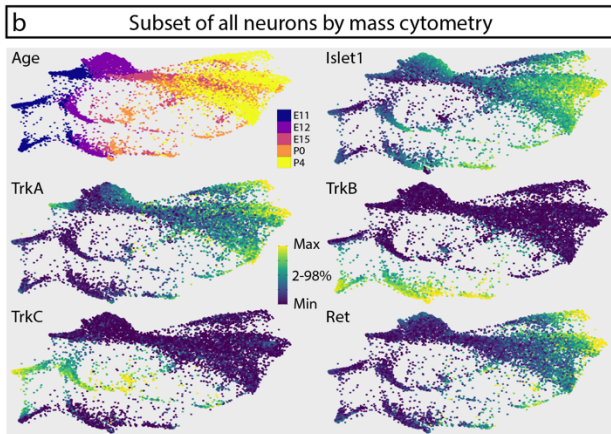 b
Subset of all neurons by mass cytometry
Age
Islet1
E11
E12
E15
P0
P4
TrkA
TrkB
Max
2-98%
Min
TrkC
Ret